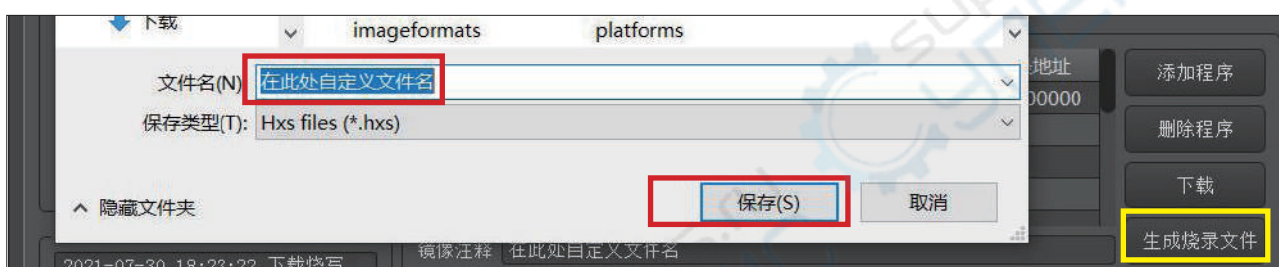 下载
imageformats
platforms
文件名(N)
在此处自定义文件名
保存类型(T):
Hxs files (*.hxs)
隐藏文件夹
保存(S)
取消
地址
00000
添加程序
删除程序
下载
生成烧录文件
镜像注释
在此处自定义文件名
2021-07-30 18:23:22 下载烧写